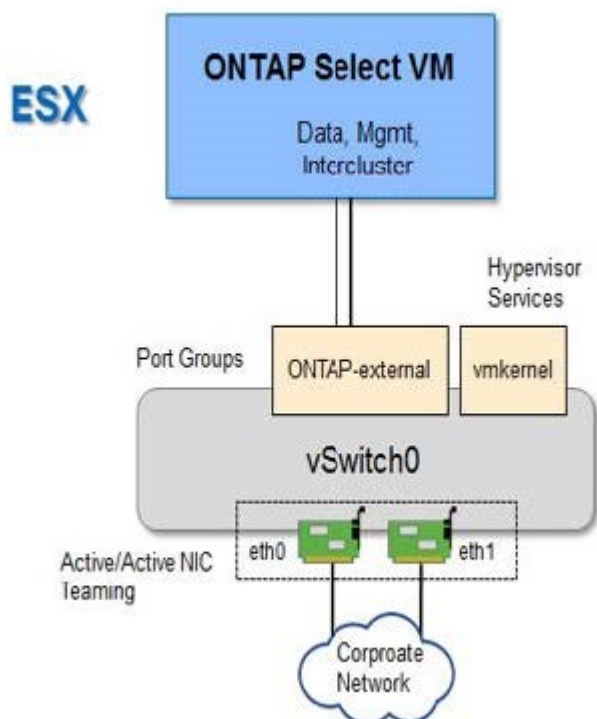 ESX
ONTAP Select VM
Data, Mgmt,
Intercluster
Hypervisor
Services
Port Groups
ONTAP-external
vmkernel
vSwitch0
eth0
eth1
Active/Active NIC
Teaming
Corproate
Network